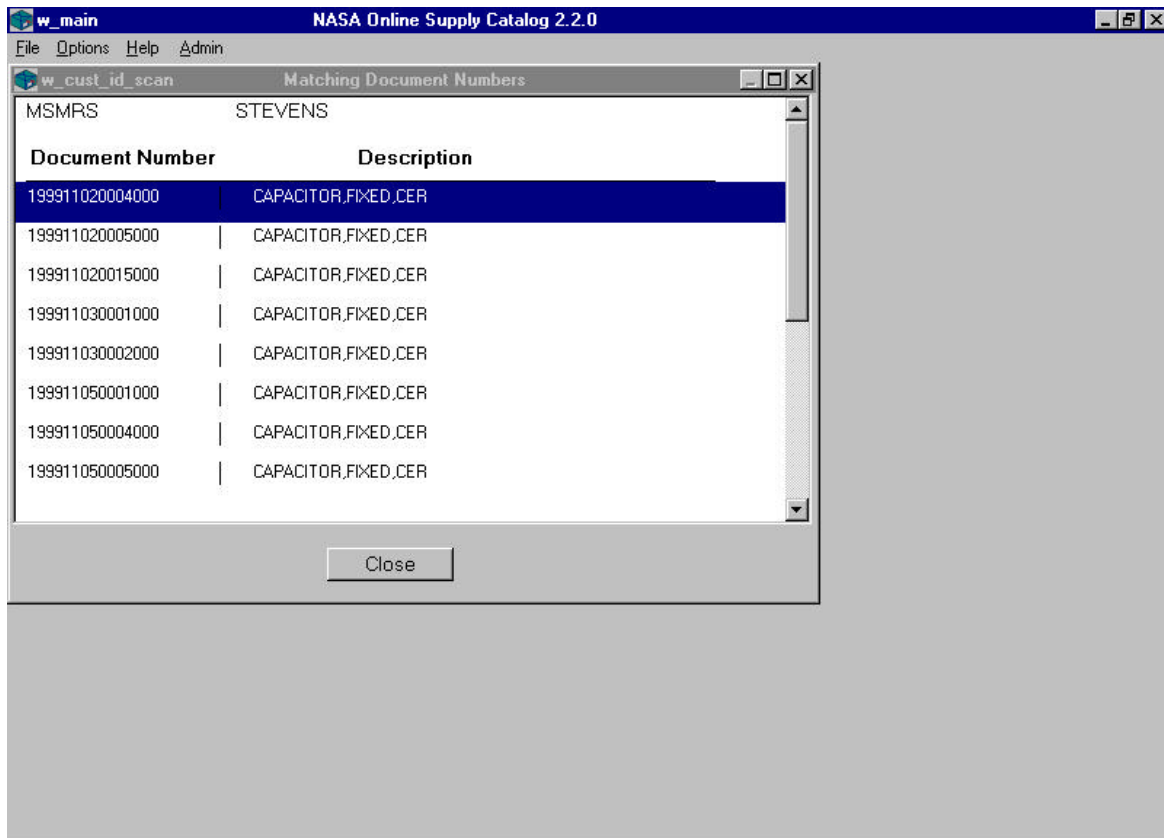 w_main NASA Online Supply Catalog 2.2.0
File Options Help Admin
w_cust_id_scan Matching Document Numbers
MSMRS STEVENS
Document Number Description
199911020004000 CAPACITOR,FIXED,CER
199911020005000 CAPACITOR,FIXED,CER
199911020015000 CAPACITOR,FIXED,CER
199911030001000 CAPACITOR,FIXED,CER
199911030002000 CAPACITOR,FIXED,CER
199911050001000 CAPACITOR,FIXED,CER
199911050004000 CAPACITOR,FIXED,CER
199911050005000 CAPACITOR,FIXED,CER
Close